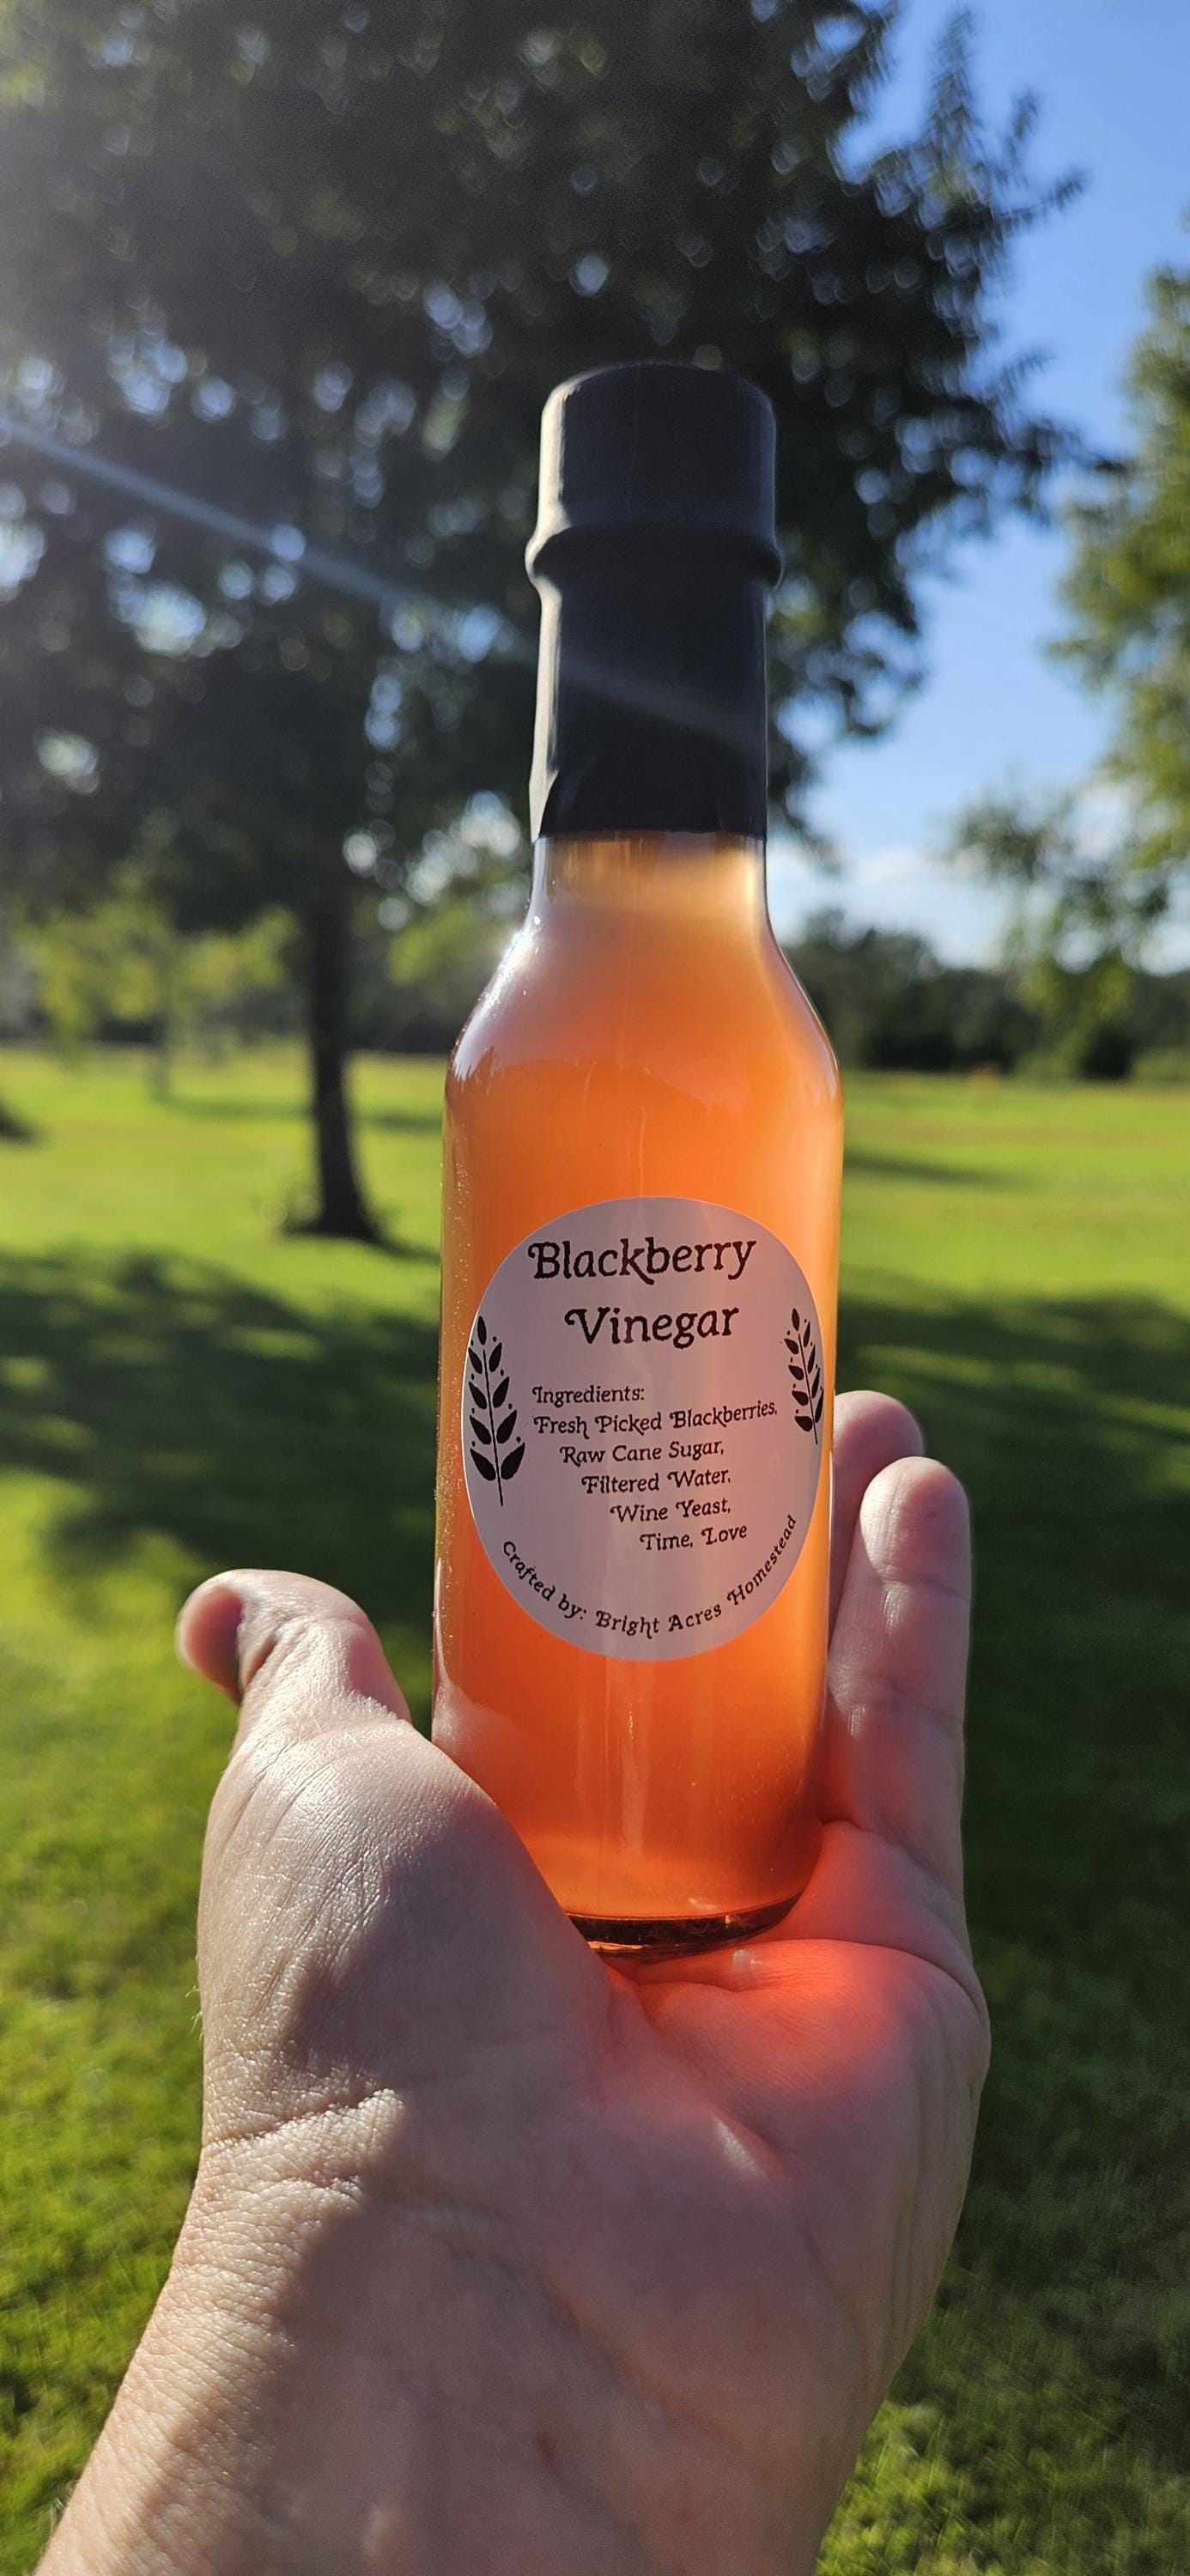 Blackberry
Vinegar
Ingredients:
Fresh Picked Blackberries,
Raw Cane Sugar,
Filtered Water,
Wine Yeast,
Time, Love
Crafted by: Bright Acres Homestead